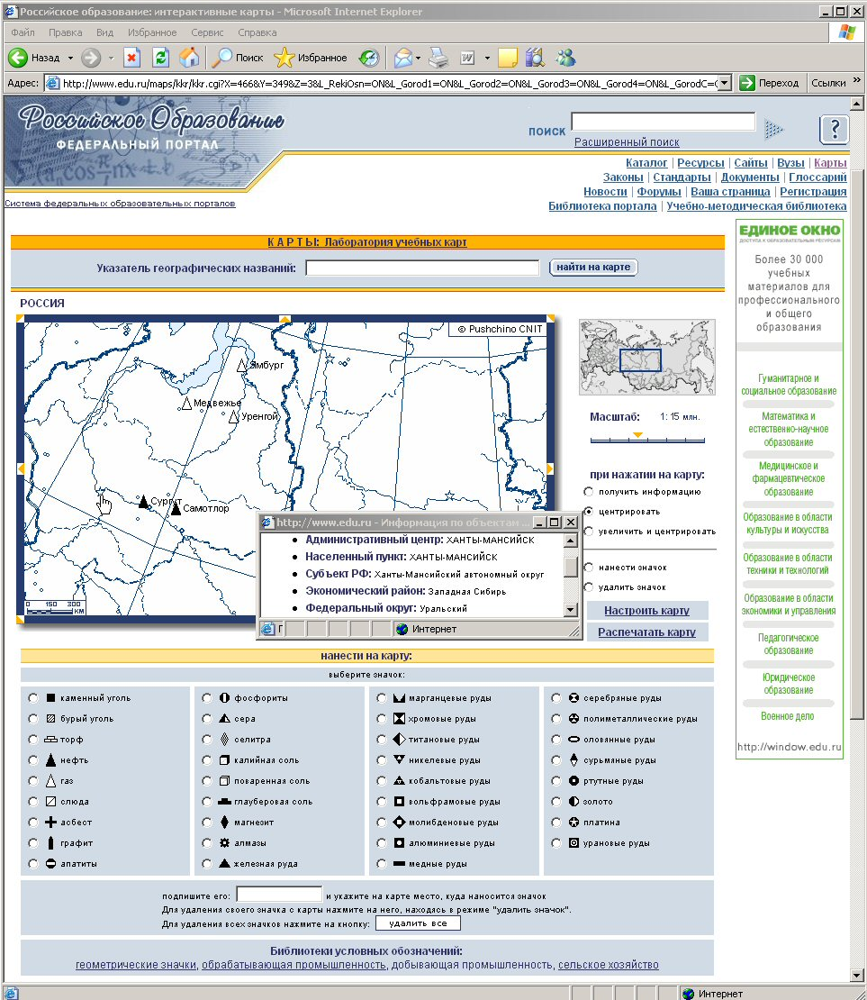 Российское образование: интерактивные карты - Microsoft Internet Explorer
Файл Правка Вид Избранное Сервис Справка
Назад Поиск Избранное
Адрес: http://www.edu.ru/maps/kkr/kkr.cgi?X=466&Y=349&Z=3&L_RekiOsn=ON&L_Gorod1=ON&L_Gorod2=ON&L_Gorod3=ON&L_Gorod4=ON&L_GorodC= Переход Ссылки »
Российское Образование
ФЕДЕРАЛЬНЫЙ ПОРТАЛ
ПОИСК
?
Расширенный поиск
Каталог | Ресурсы | Сайты | Вузы | Карты
Законы | Стандарты | Документы | Глоссарий
Новости | Форумы | Ваша страница | Регистрация
Библиотека портала | Учебно-методическая библиотека
Система федеральных образовательных порталов
К А Р Т Ы: Лаборатория учебных карт
Указатель географических названий: найти на карте
РОССИЯ
© Pushchino CNIT
Ямбург
Медвежье
Уренгой
Сургут
Самотлор
0 150 300
КМ
Масштаб: 1: 15 млн.
при нажатии на карту:
получить информацию
центрировать
увеличить и центрировать
нанести значок
удалить значок
Настроить карту
Распечатать карту
http://www.edu.ru - Информация по объектам ...
Административный центр: ХАНТЫ-МАНСИЙСК
Населенный пункт: ХАНТЫ-МАНСИЙСК
Субъект РФ: Ханты-Мансийский автономный округ
Экономический район: Западная Сибирь
Федеральный округ: Уральский
Интернет
нанести на карту:
выберите значок:
каменный уголь
бурый уголь
торф
нефть
газ
слюда
асбест
графит
апатиты
фосфориты
сера
селитра
калийная соль
поваренная соль
глауберовая соль
магнезит
алмазы
железная руда
марганцевые руды
хромовые руды
титановые руды
никелевые руды
кобальтовые руды
вольфрамовые руды
молибденовые руды
алюминиевые руды
медные руды
серебряные руды
полиметаллические руды
оловянные руды
сурьмяные руды
ртутные руды
золото
платина
урановые руды
подпишите его: и укажите на карте место, куда наносится значок
Для удаления своего значка с карты нажмите на него, находясь в режиме "удалить значок".
Для удаления всех значков нажмите на кнопку: удалить все
Библиотеки условных обозначений:
геометрические значки, обрабатывающая промышленность, добывающая промышленность, сельское хозяйство
ЕДИНОЕ ОКНО
ДОСТУПА К ОБРАЗОВАТЕЛЬНЫМ РЕСУРСАМ
Более 30 000
учебных
материалов для
профессионального
и общего
образования
Гуманитарное и
социальное образование
Математика и
естественно-научное
образование
Медицинское и
фармацевтическое
образование
Образование в области
культуры и искусства
Образование в области
техники и технологий
Образование в области
экономики и управления
Педагогическое
образование
Юридическое
образование
Военное дело
http://window.edu.ru
Интернет